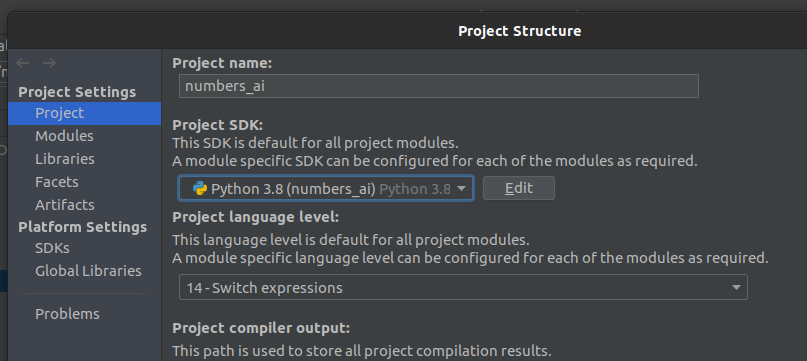 Project Structure
Project name:
numbers_ai
Project Settings
Project
Modules
Libraries
Facets
Artifacts
Platform Settings
SDKs
Global Libraries
Problems
Project SDK:
This SDK is default for all project modules.
A module specific SDK can be configured for each of the modules as required.
Python 3.8 (numbers_ai) Python 3.8
Edit
Project language level:
This language level is default for all project modules.
A module specific language level can be configured for each of the modules as required.
14 - Switch expressions
Project compiler output:
This path is used to store all project compilation results.